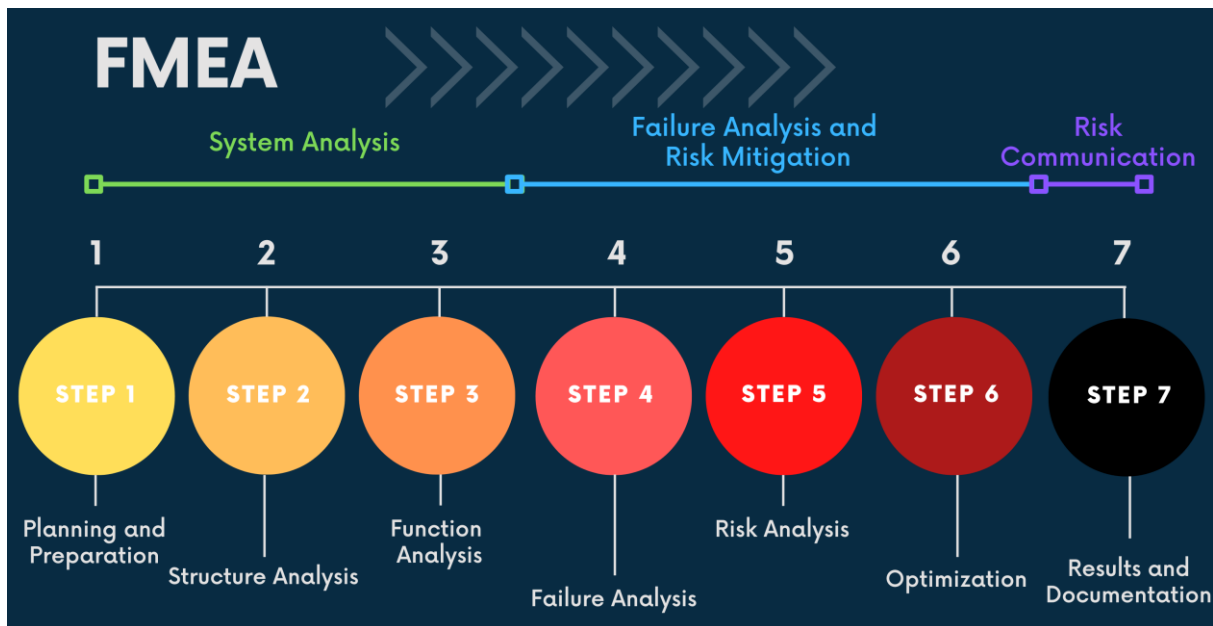 FMEA
System Analysis
Failure Analysis and
Risk Mitigation
Risk
Communication
1
2
3
4
5
6
7
STEP 1
STEP 2
STEP 3
STEP 4
STEP 5
STEP 6
STEP 7
Planning and
Preparation
Structure Analysis
Function
Analysis
Failure Analysis
Risk Analysis
Optimization
Results and
Documentation